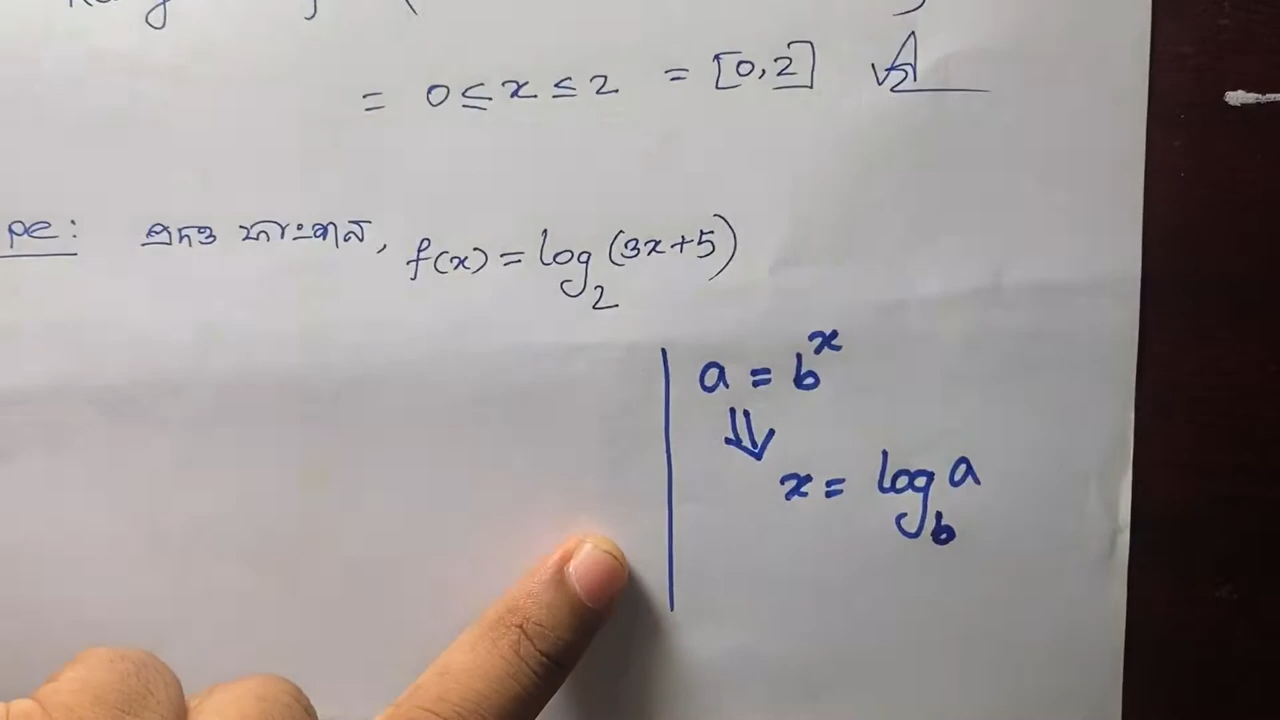 = 0 ≤ x ≤ 2 = [0,2]
pe: প্রদত্ত ফাংশন, f(x) = log₂(3x+5)
a = bˣ
⇓
x = log_b a